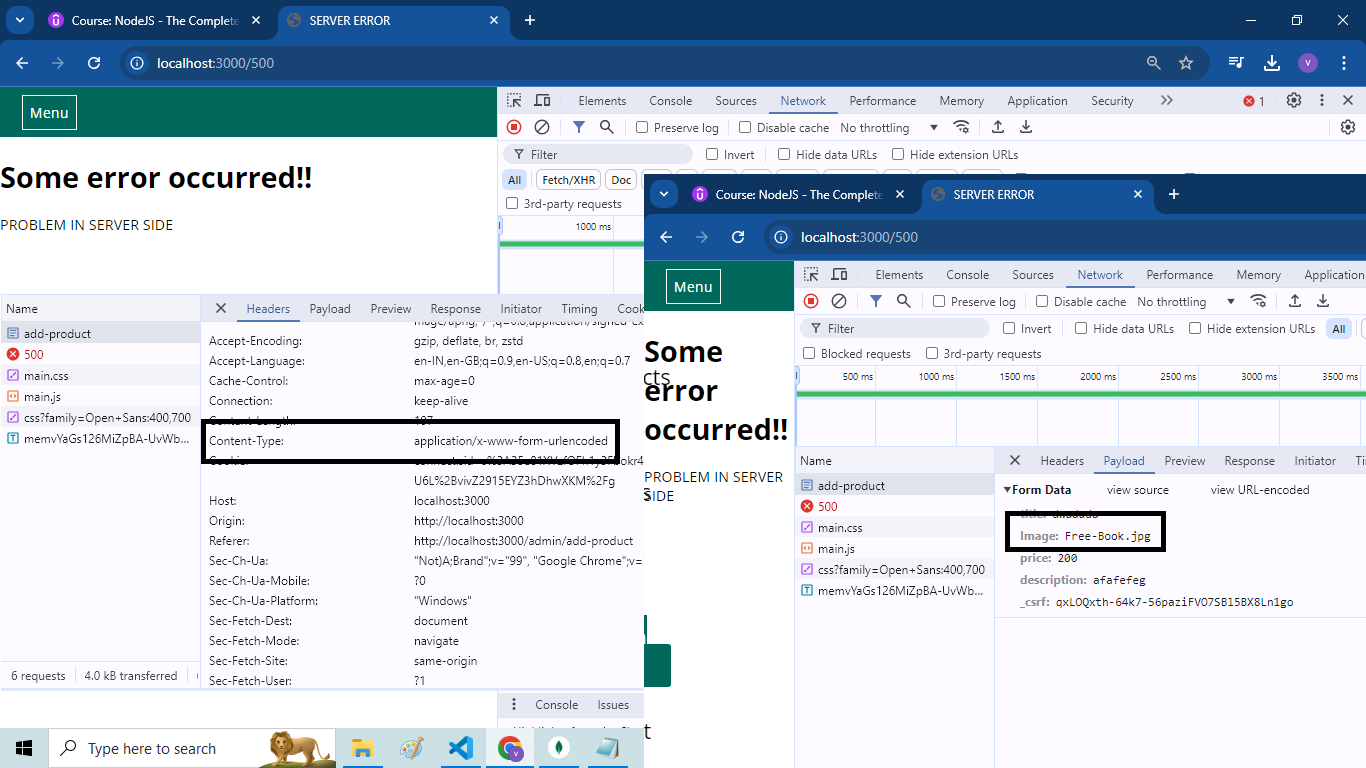 Course: NodeJS - The Complete
SERVER ERROR
localhost:3000/500
V
Menu
Some error occurred!!
PROBLEM IN SERVER SIDE
Elements Console Sources Network Performance Memory Application Security 1
Preserve log Disable cache No throttling
Filter Invert Hide data URLs Hide extension URLs
All Fetch/XHR Doc
3rd-party requests
1000 ms
Name
add-product
500
main.css
main.js
css?family=Open+Sans:400,700
memvYaGs126MiZpBA-UvWb...
6 requests 4.0 kB transferred
Headers Payload Preview Response Initiator Timing Cook
Accept-Encoding: gzip, deflate, br, zstd
Accept-Language: en-IN,en-GB;q=0.9,en-US;q=0.8,en;q=0.7
Cache-Control: max-age=0
Connection: keep-alive
Content-Type: application/x-www-form-urlencoded
U6L%2BvivZ2915EYZ3hDhwXKM%2Fg
Host: localhost:3000
Origin: http://localhost:3000
Referer: http://localhost:3000/admin/add-product
Sec-Ch-Ua: "Not)A;Brand";v="99", "Google Chrome";v=
Sec-Ch-Ua-Mobile: ?0
Sec-Ch-Ua-Platform: "Windows"
Sec-Fetch-Dest: document
Sec-Fetch-Mode: navigate
Sec-Fetch-Site: same-origin
Sec-Fetch-User: ?1
Console Issues
Course: NodeJS - The Complete
SERVER ERROR
localhost:3000/500
Menu
Some
error
occurred!!
PROBLEM IN SERVER
SIDE
cts
Elements Console Sources Network Performance Memory Application
Preserve log Disable cache No throttling
Filter Invert Hide data URLs Hide extension URLs All
Blocked requests 3rd-party requests
500 ms 1000 ms 1500 ms 2000 ms 2500 ms 3000 ms 3500 ms
Name
add-product
500
main.css
main.js
css?family=Open+Sans:400,700
memvYaGs126MiZpBA-UvWb...
Headers Payload Preview Response Initiator Ti
Form Data view source view URL-encoded
Image: Free-Book.jpg
price: 200
description: afafefeg
_csrf: qxLOQxth-64k7-56paziFVO7SBl5BX8Ln1go
Type here to search